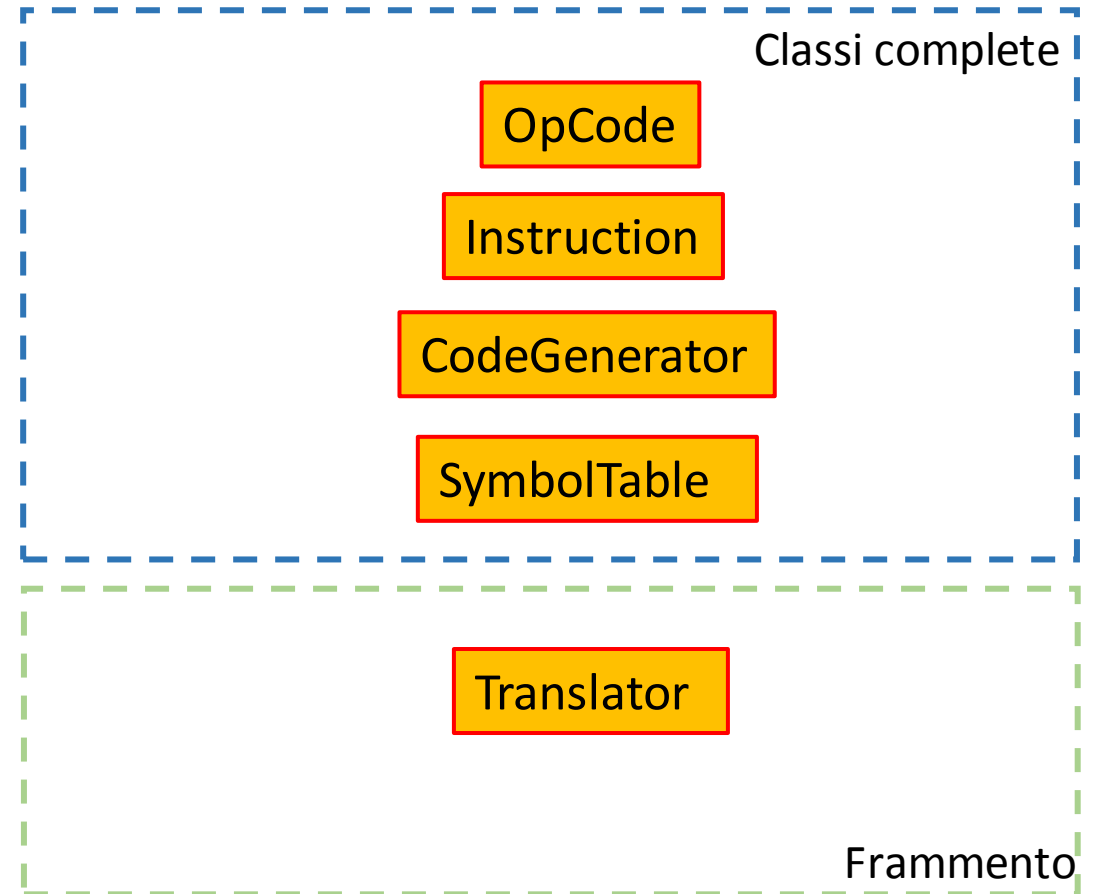 Classi complete
OpCode
Instruction
CodeGenerator
SymbolTable
Translator
Frammento